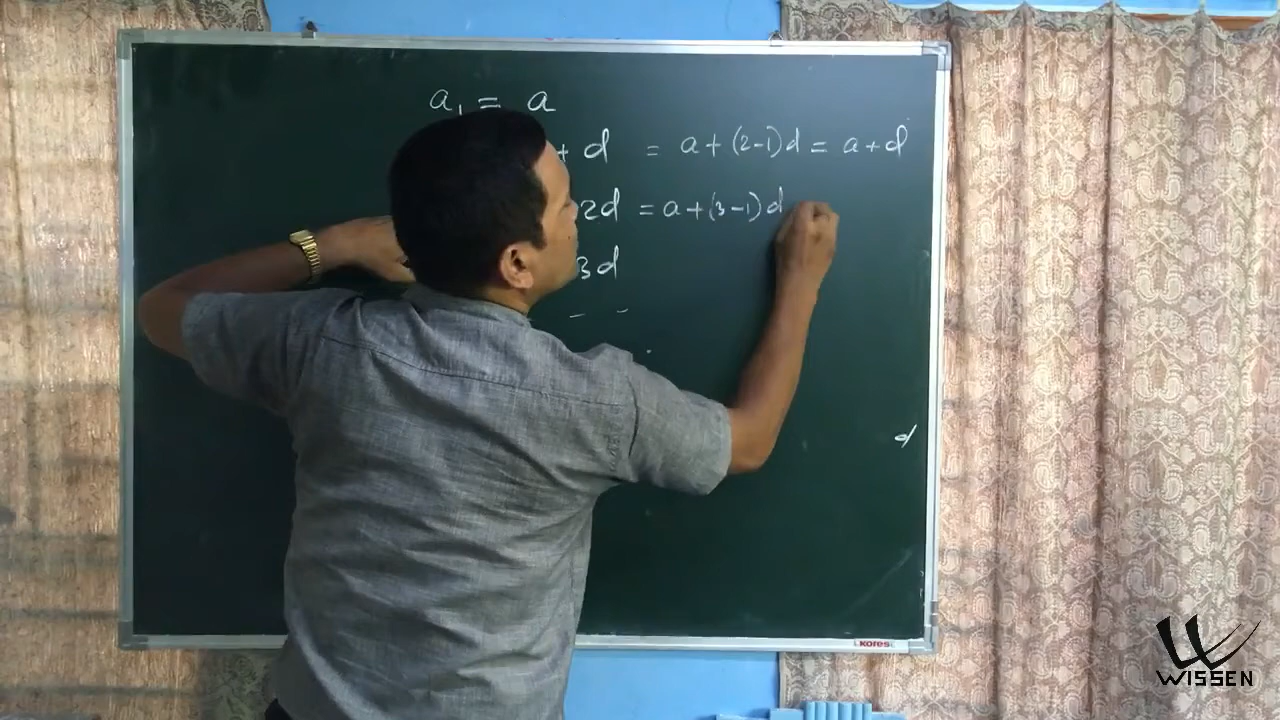 a₁ = a
+ d = a + (2-1)d = a + d
2d = a + (3-1)d
3d
- -
d
kores
WISSEN